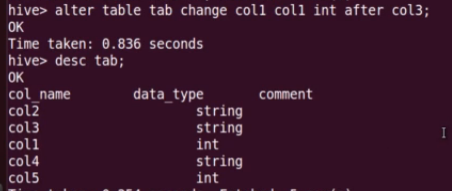 hive> alter table tab change col1 col1 int after col3;
OK
Time taken: 0.836 seconds
hive> desc tab;
OK
col_name data_type comment
col2 string
col3 string
col1 int
col4 string
col5 int